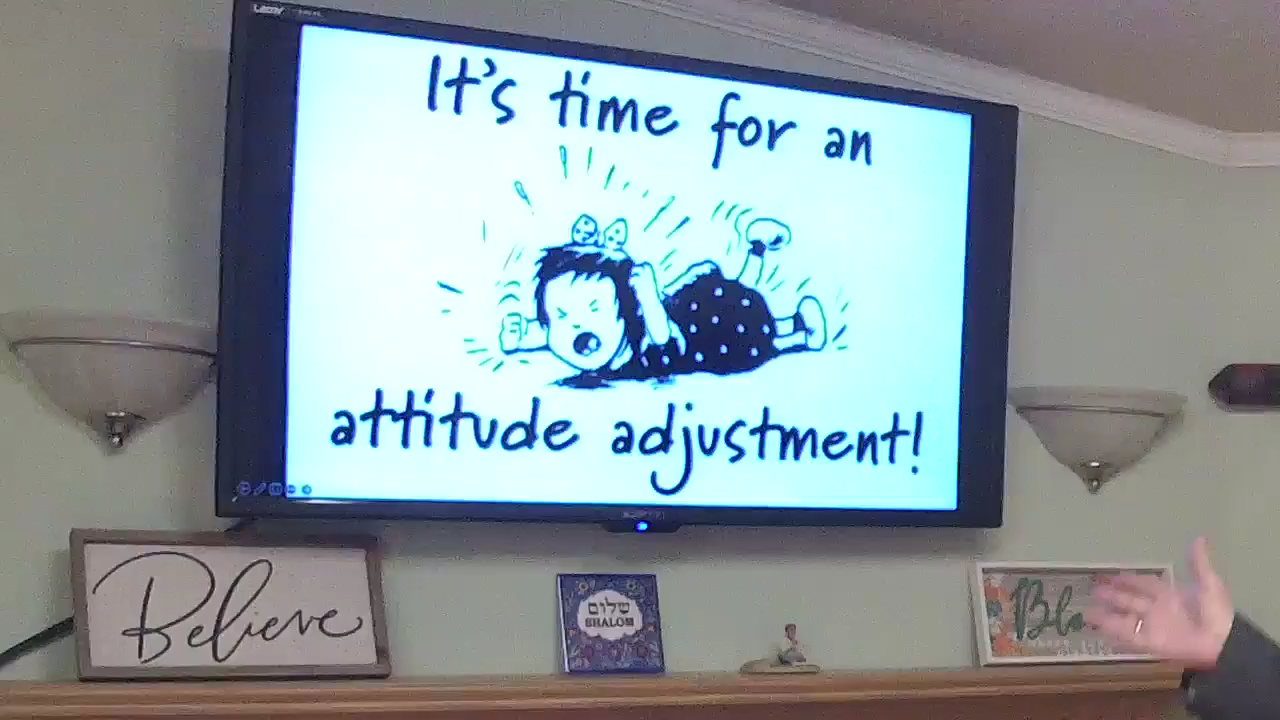 It's time for an
attitude adjustment!
Believe
שלום
SHALOM